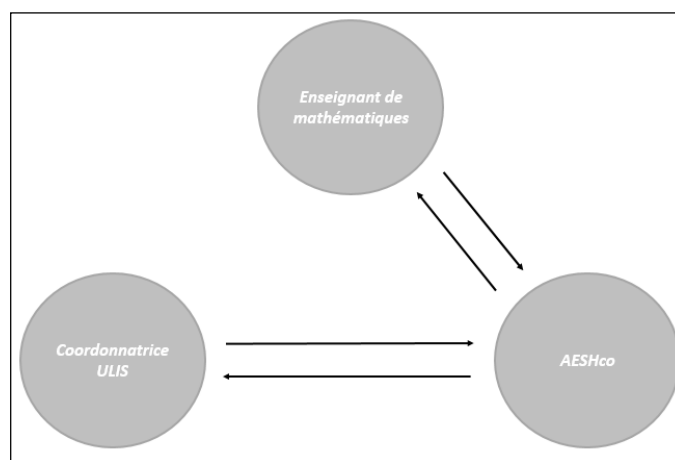 Enseignant de
mathématiques
Coordonnatrice
ULIS
AESHco